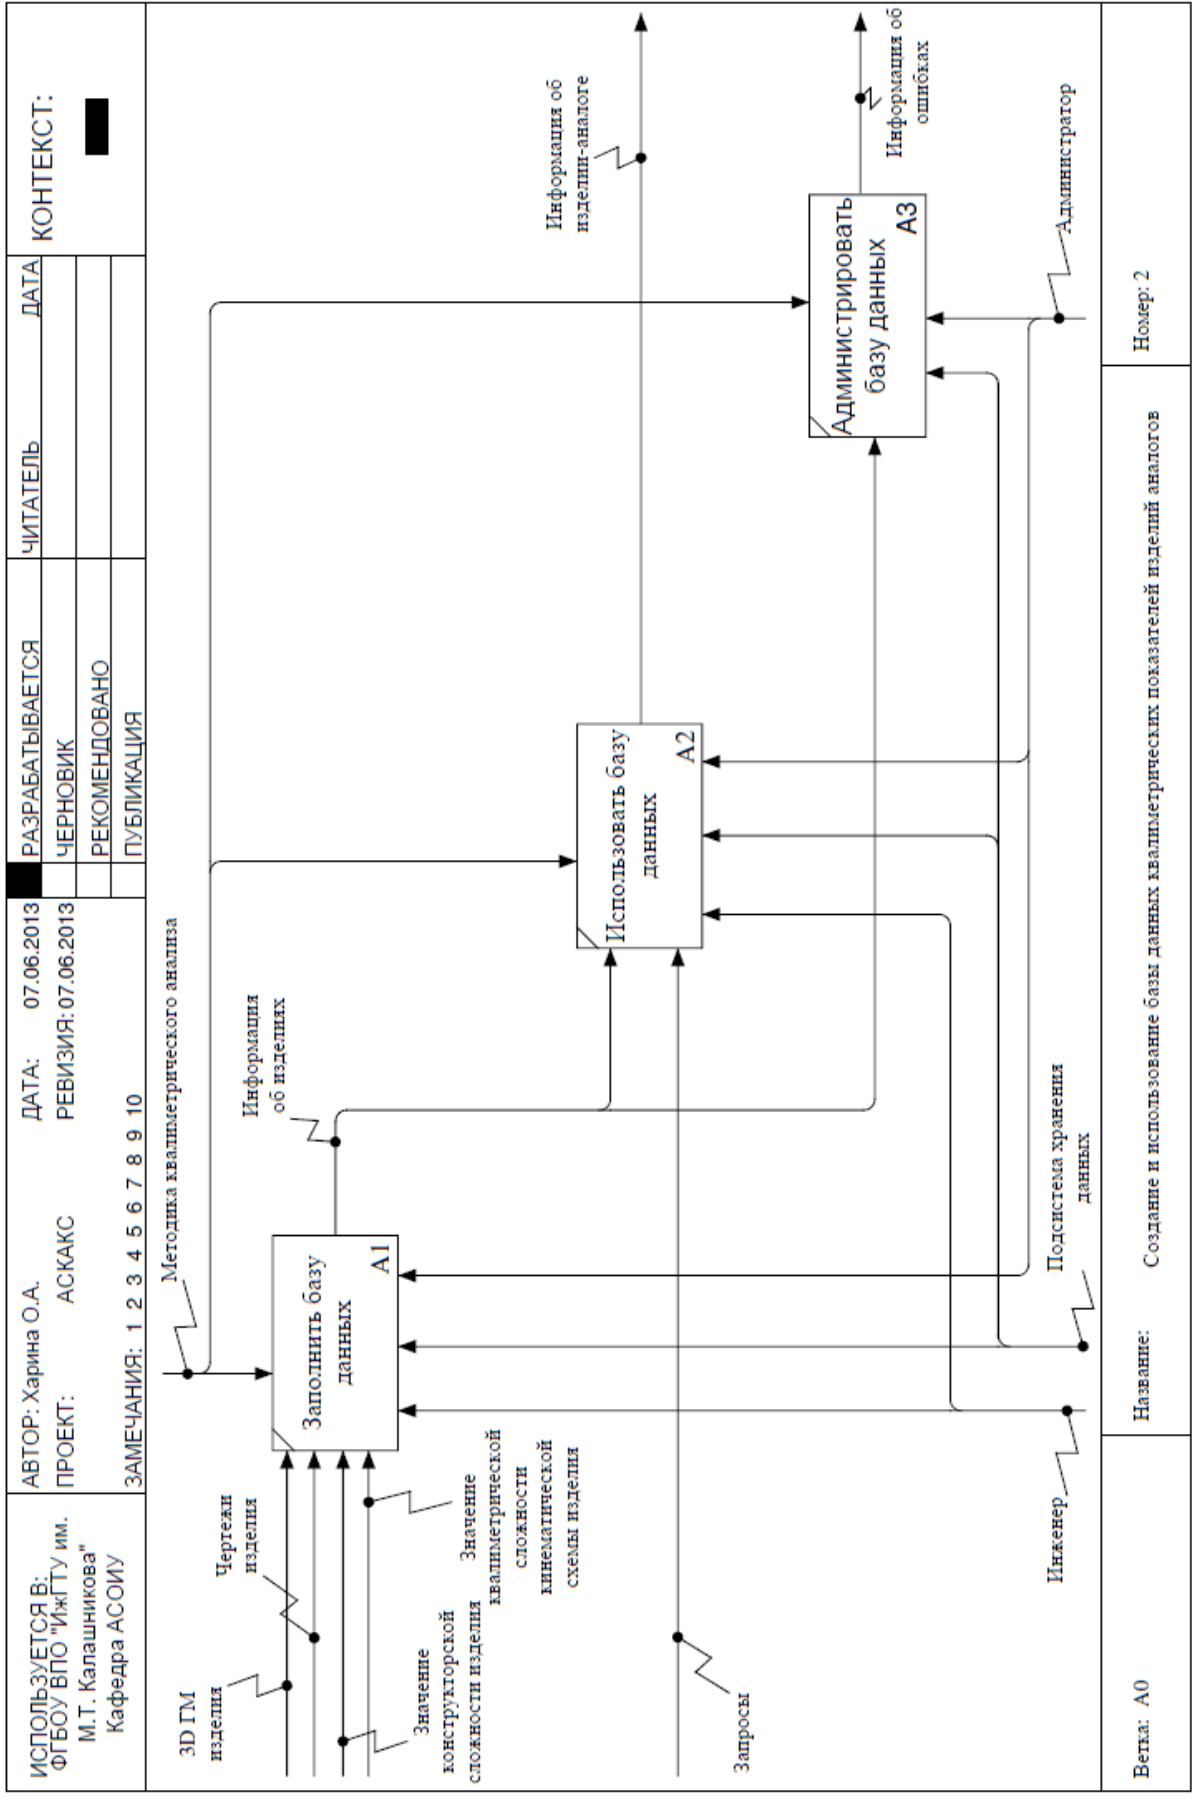 ИСПОЛЬЗУЕТСЯ В:
ФГБОУ ВПО "ИжГТУ им.
М.Т. Калашникова"
Кафедра АСОИУ
АВТОР: Харина О.А.
ДАТА: 07.06.2013
ПРОЕКТ: АСКАКС
РЕВИЗИЯ: 07.06.2013
ЗАМЕЧАНИЯ: 1 2 3 4 5 6 7 8 9 10
РАЗРАБАТЫВАЕТСЯ
ЧЕРНОВИК
РЕКОМЕНДОВАНО
ПУБЛИКАЦИЯ
ЧИТАТЕЛЬ
ДАТА
КОНТЕКСТ:
Методика квалиметрического анализа
3D ГМ
изделия
Чертежи
изделия
Значение
конструкторской
сложности изделия
Значение
квалиметрической
сложности
кинематической
схемы изделия
Заполнить базу
данных
A1
Информация
об изделиях
Запросы
Использовать базу
данных
A2
Информация об
изделии-аналоге
Администрировать
базу данных
A3
Информация об
ошибках
Инженер
Подсистема хранения
данных
Администратор
Ветка: A0
Название:
Создание и использование базы данных квалиметрических показателей изделий аналогов
Номер: 2